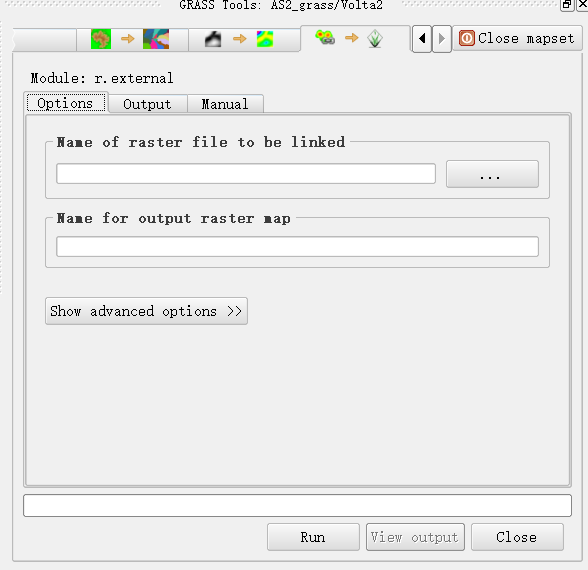 GRASS Tools: AS2_grass/Volta2
Close mapset
Module: r.external
Options Output Manual
Name of raster file to be linked
...
Name for output raster map
Show advanced options >>
Run View output Close